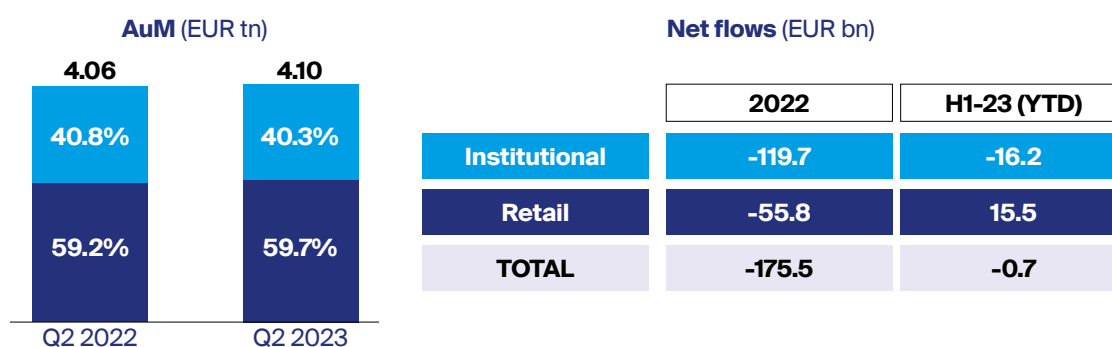 AuM (EUR tn)
4.06 4.10
40.8% 40.3%
59.2% 59.7%
Q2 2022 Q2 2023
Net flows (EUR bn)
2022 H1-23 (YTD)
Institutional -119.7 -16.2
Retail -55.8 15.5
TOTAL -175.5 -0.7